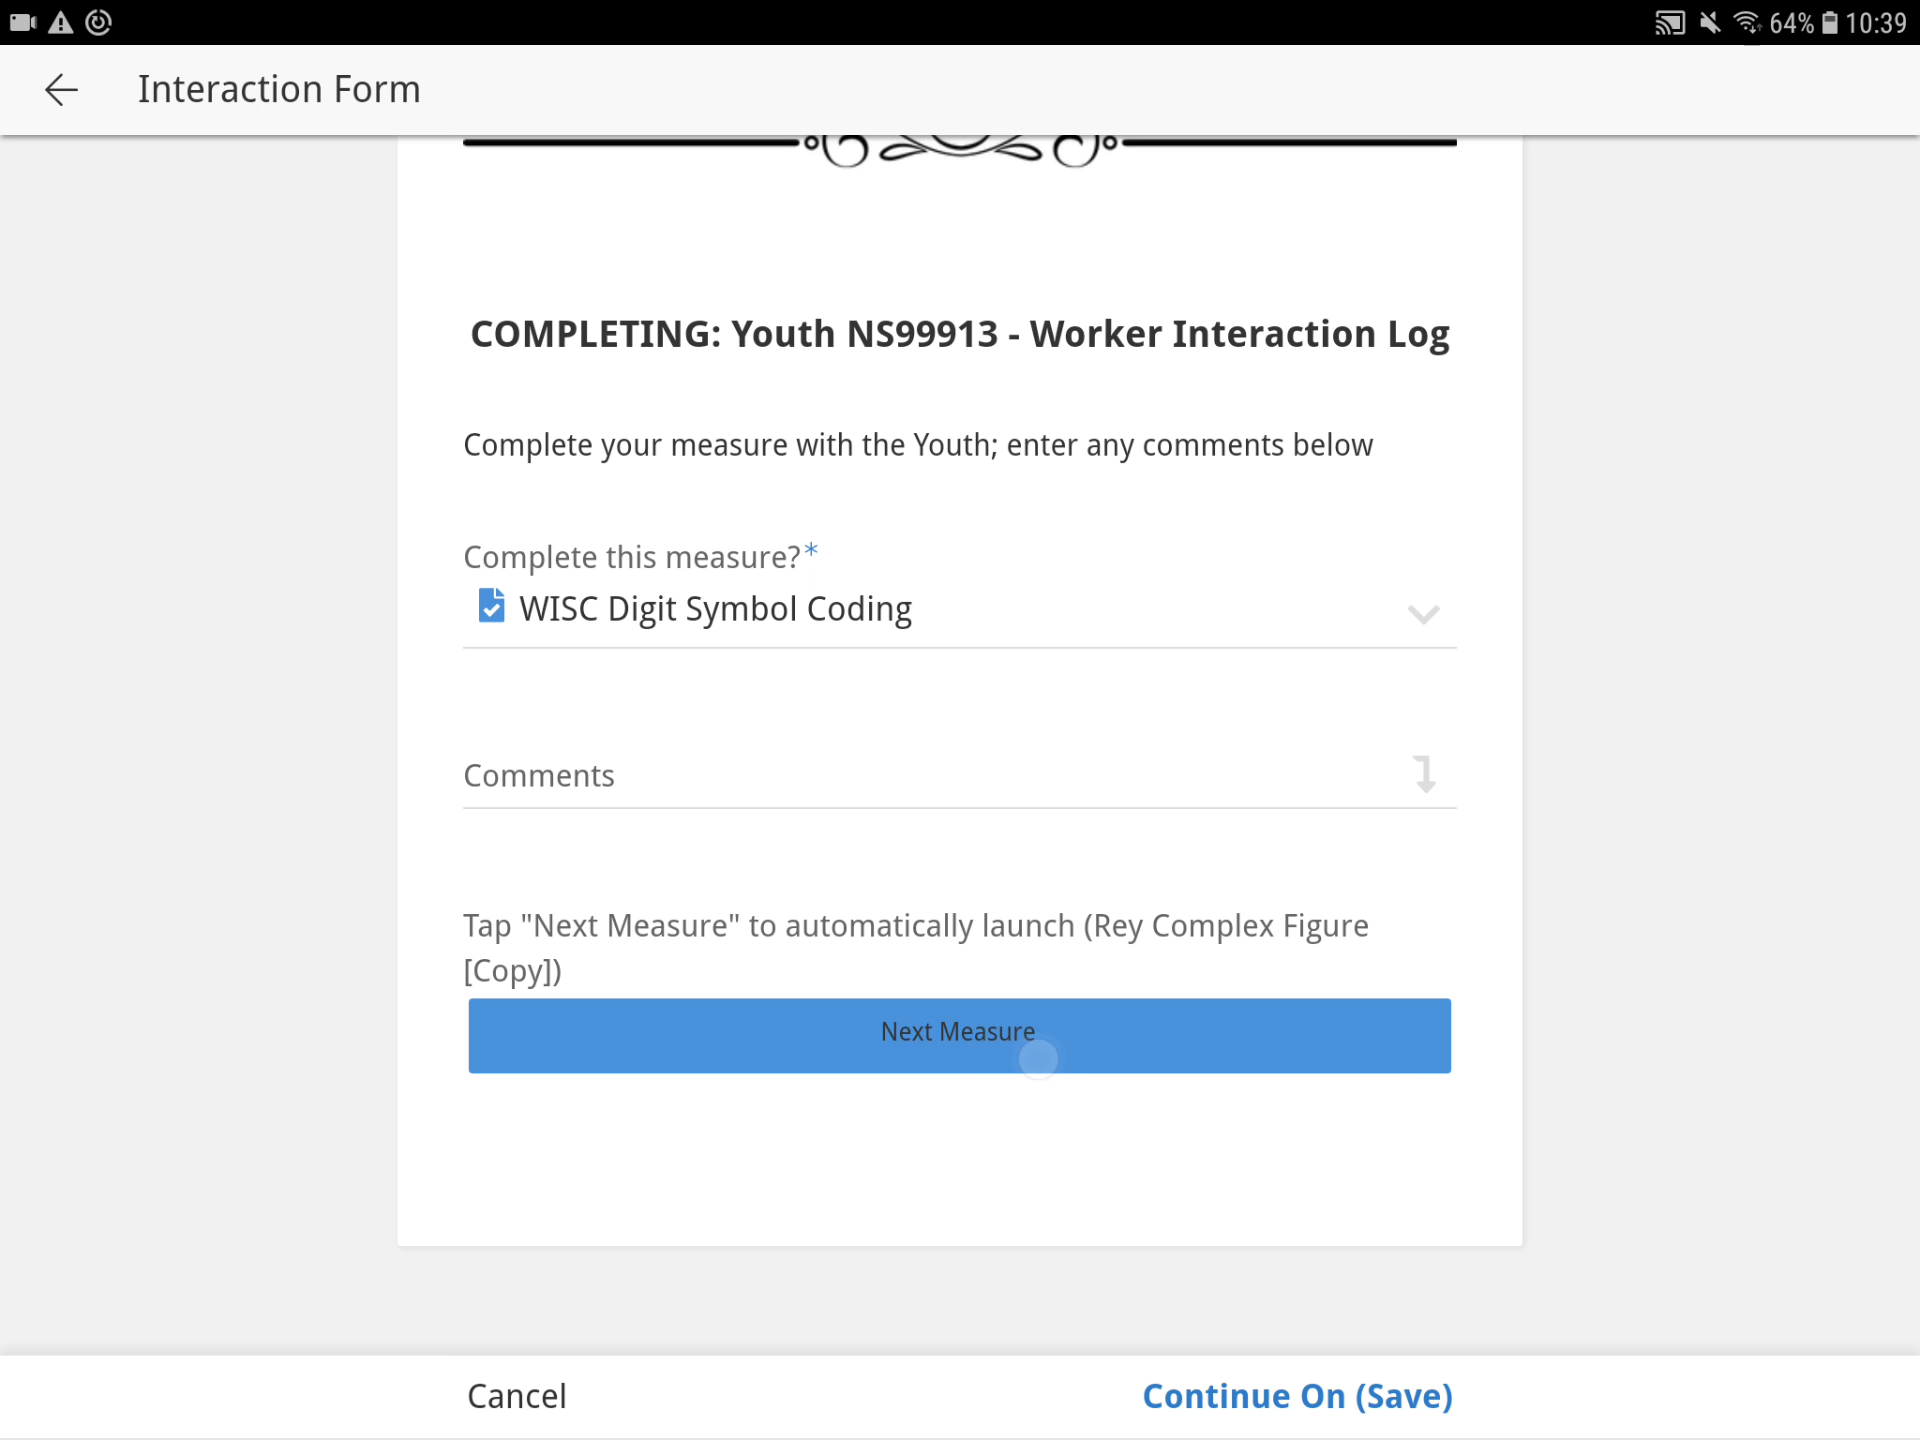 64% 10:39
Interaction Form
COMPLETING: Youth NS99913 - Worker Interaction Log
Complete your measure with the Youth; enter any comments below
Complete this measure?*
WISC Digit Symbol Coding
Comments
Tap "Next Measure" to automatically launch (Rey Complex Figure
[Copy])
Next Measure
Cancel Continue On (Save)